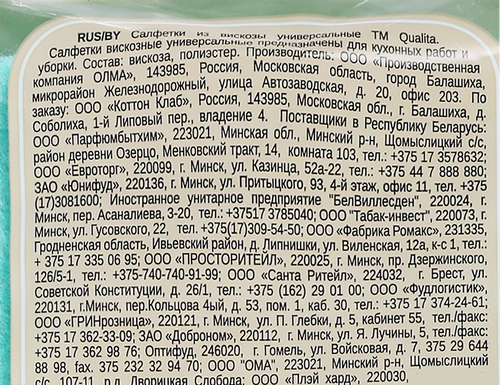 RUS/BY Салфетки из вискозы универсальные ТМ Qualita.
Салфетки вискозные универсальные предназначены для кухонных работ и
уборки. Состав: вискоза, полиэстер. Производитель: ООО «Производственная
компания ОЛМА», 143985, Россия, Московская область, город Балашиха,
микрорайон Железнодорожный, улица Автозаводская, д. 20, офис 203. По
заказу: ООО «Коттон Клаб», Россия, 143985, Московская обл., г. Балашиха, д.
Соболиха, 1-й Липовый пер., владение 4. Поставщики в Республику Беларусь:
ООО «Парфюмбытхим», 223021, Минская обл., Минский р-н, Щомыслицкий с/с,
район деревни Озерцо, Менковский тракт, 14, комната 103, тел.: +375 17 3578632;
ООО «Евроторг», 220099, г. Минск, ул. Казинца, 52а-22, тел.: +375 44 7 888 880;
ЗАО «Юнифуд», 220136, г. Минск, ул. Притыцкого, 93, 4-й этаж, офис 11, тел. +375
(17)3081600; Иностранное унитарное предприятие "БелВиллесден", 220024, г.
Минск, пер. Асаналиева, 3-20, тел.: +37517 3785040; ООО "Табак-инвест", 220073, г.
Минск, ул. Гусовского, 22, тел. +375(17)309-54-50; ООО «Фабрика Ромакс», 231335,
Гродненская область, Ивьевский район, д. Липнишки, ул. Виленская, 12а, к-с 1, тел.:
+ 375 17 335 06 95; ООО «ПРОСТОРИТЕЙЛ», 220025, г. Минск, пр. Дзержинского,
126/5-1, тел.: +375-740-740-91-99; ООО «Санта Ритейл», 224032, г. Брест, ул.
Советской Конституции, д. 26/1, тел.: +375 (162) 29 01 00; ООО «Фудлогистик»,
220131, г.Минск, пер.Кольцова 4ый, д. 53, пом. 1, каб. 30, тел.: +375 17 374-24-61;
ООО «ГРИНрозница», 220121, г. Минск, ул. П. Глебки, д. 5, кабинет 55, тел./факс:
+375 17 362-33-09; ЗАО «Доброном», 220112, г. Минск, ул. Я. Лучины, 5, тел./факс:
+375 17 362 98 76; Оптифуд, 246020, г. Гомель, ул. Войсковая, д. 7, 375 29 644
88 98, факс 375 232 32 94 70; ООО "ОМА", 223021, Минский р-н, Щомыслицкий
с/с, 107-11, р.д. Дворицкая Слобода; ООО «Плэй хард», 220030,